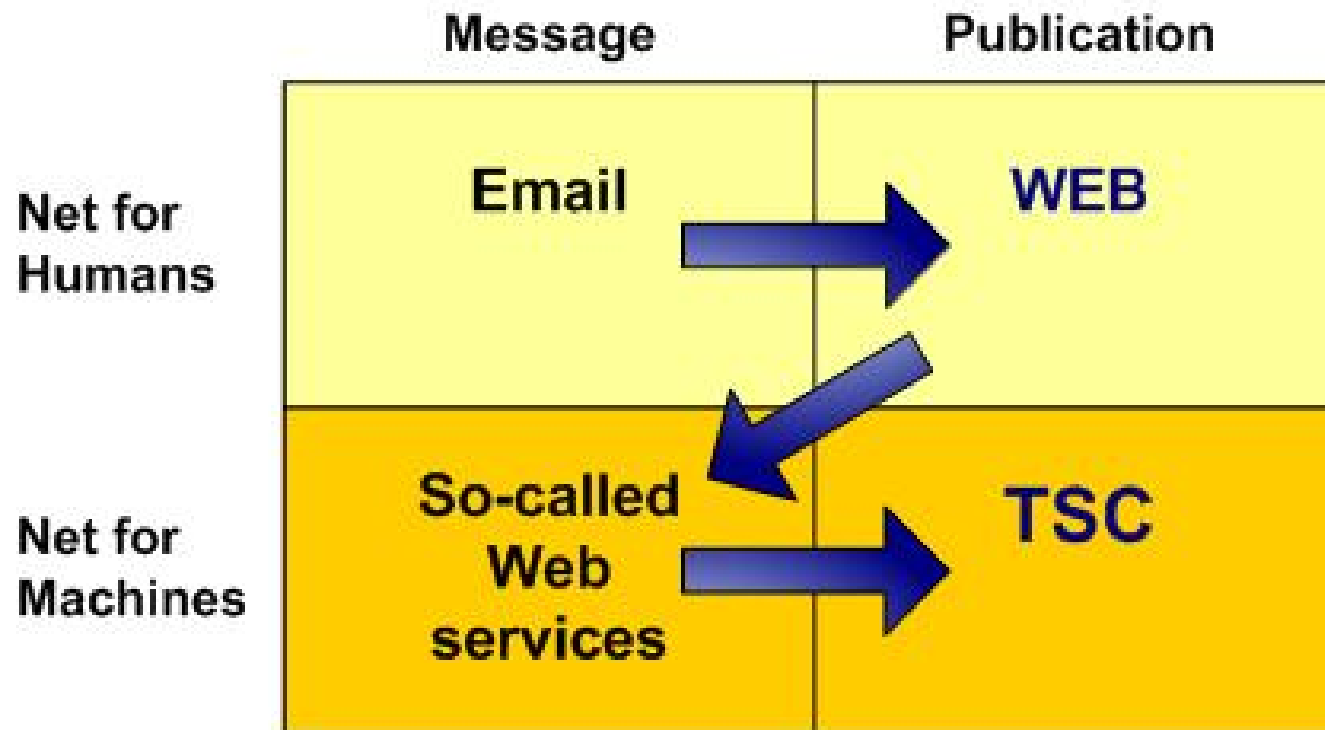 Message
Publication
Email
WEB
Net for
Humans
So-called
Web
services
TSC
Net for
Machines